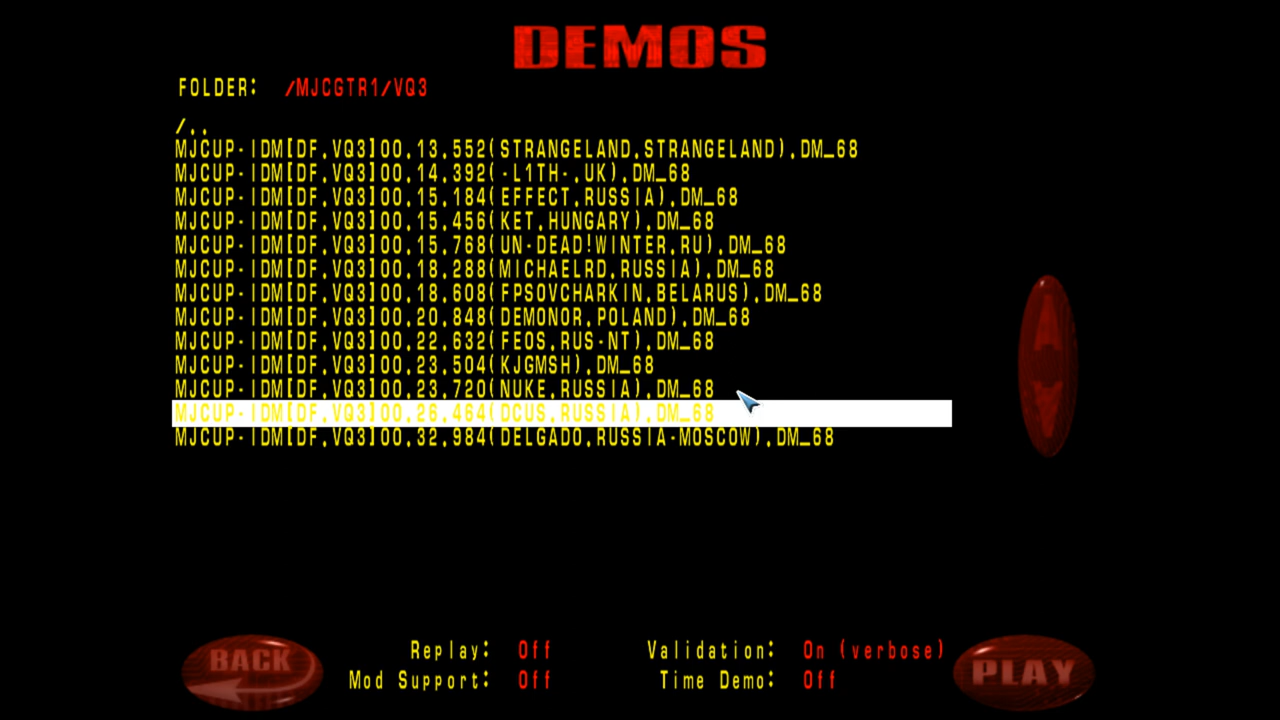 DEMOS
FOLDER: /MJCGTR1/VQ3
/..
MJCUP-IDM[DF.VQ3]00.13.552(STRANGELAND.STRANGELAND).DM_68
MJCUP-IDM[DF.VQ3]00.14.392(-L1TH-.UK).DM_68
MJCUP-IDM[DF.VQ3]00.15.184(EFFECT.RUSSIA).DM_68
MJCUP-IDM[DF.VQ3]00.15.456(KET.HUNGARY).DM_68
MJCUP-IDM[DF.VQ3]00.15.768(UN-DEAD!WINTER.RU).DM_68
MJCUP-IDM[DF.VQ3]00.18.288(MICHAELRD.RUSSIA).DM_68
MJCUP-IDM[DF.VQ3]00.18.608(FPSOVCHARKIN.BELARUS).DM_68
MJCUP-IDM[DF.VQ3]00.20.848(DEMONOR.POLAND).DM_68
MJCUP-IDM[DF.VQ3]00.22.632(FEOS.RUS-NT).DM_68
MJCUP-IDM[DF.VQ3]00.23.504(KJGMSH).DM_68
MJCUP-IDM[DF.VQ3]00.23.720(NUKE.RUSSIA).DM_68
MJCUP-IDM[DF.VQ3]00.26.464(DCUS.RUSSIA).DM_68
MJCUP-IDM[DF.VQ3]00.32.984(DELGADO.RUSSIA-MOSCOW).DM_68
BACK
Replay: Off
Validation: On (verbose)
Mod Support: Off
Time Demo: Off
PLAY